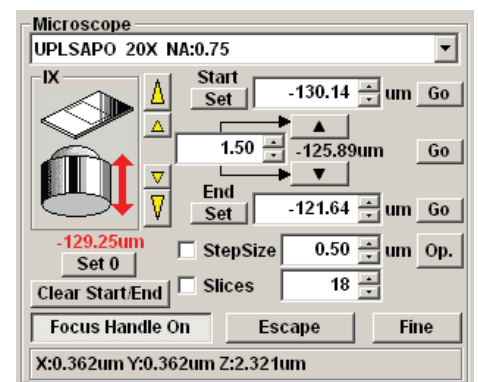 Microscope
UPLSAPO 20X NA:0.75
IX
Start
Set -130.14 um Go
1.50 -125.89um Go
End
Set -121.64 um Go
-129.25um
StepSize 0.50 um Op.
Set 0
Clear Start/End Slices 18
Focus Handle On Escape Fine
X:0.362um Y:0.362um Z:2.321um